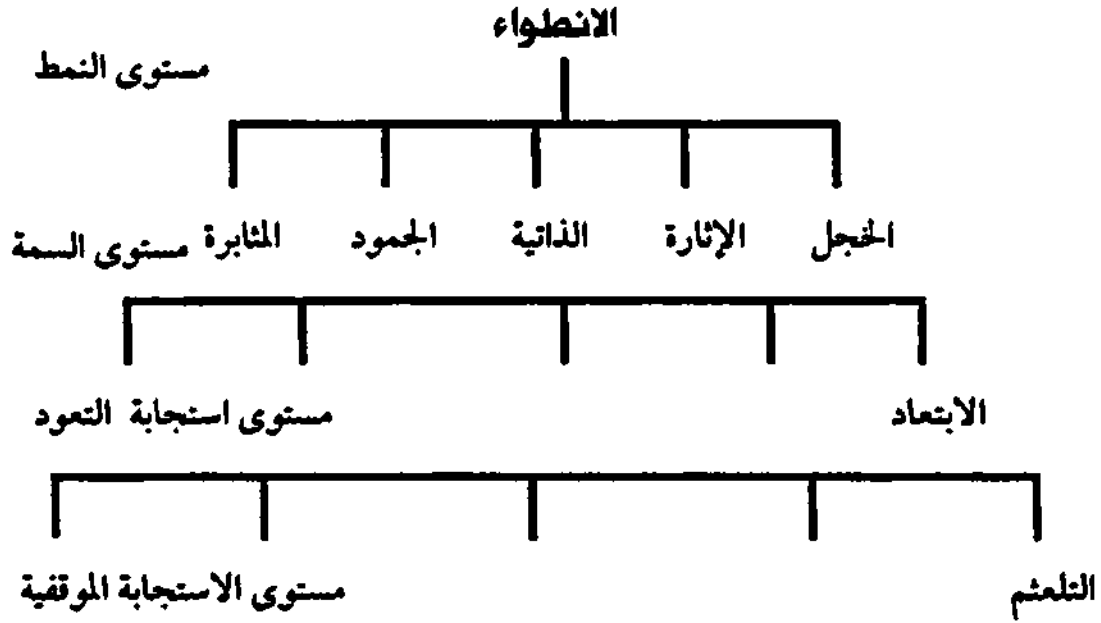 الانطواء
مستوى النمط
الخجل الإثارة الذاتية الجمود المثابرة مستوى السمة
الابتعاد مستوى استجابة التعود
التلعثم مستوى الاستجابة الموقفية